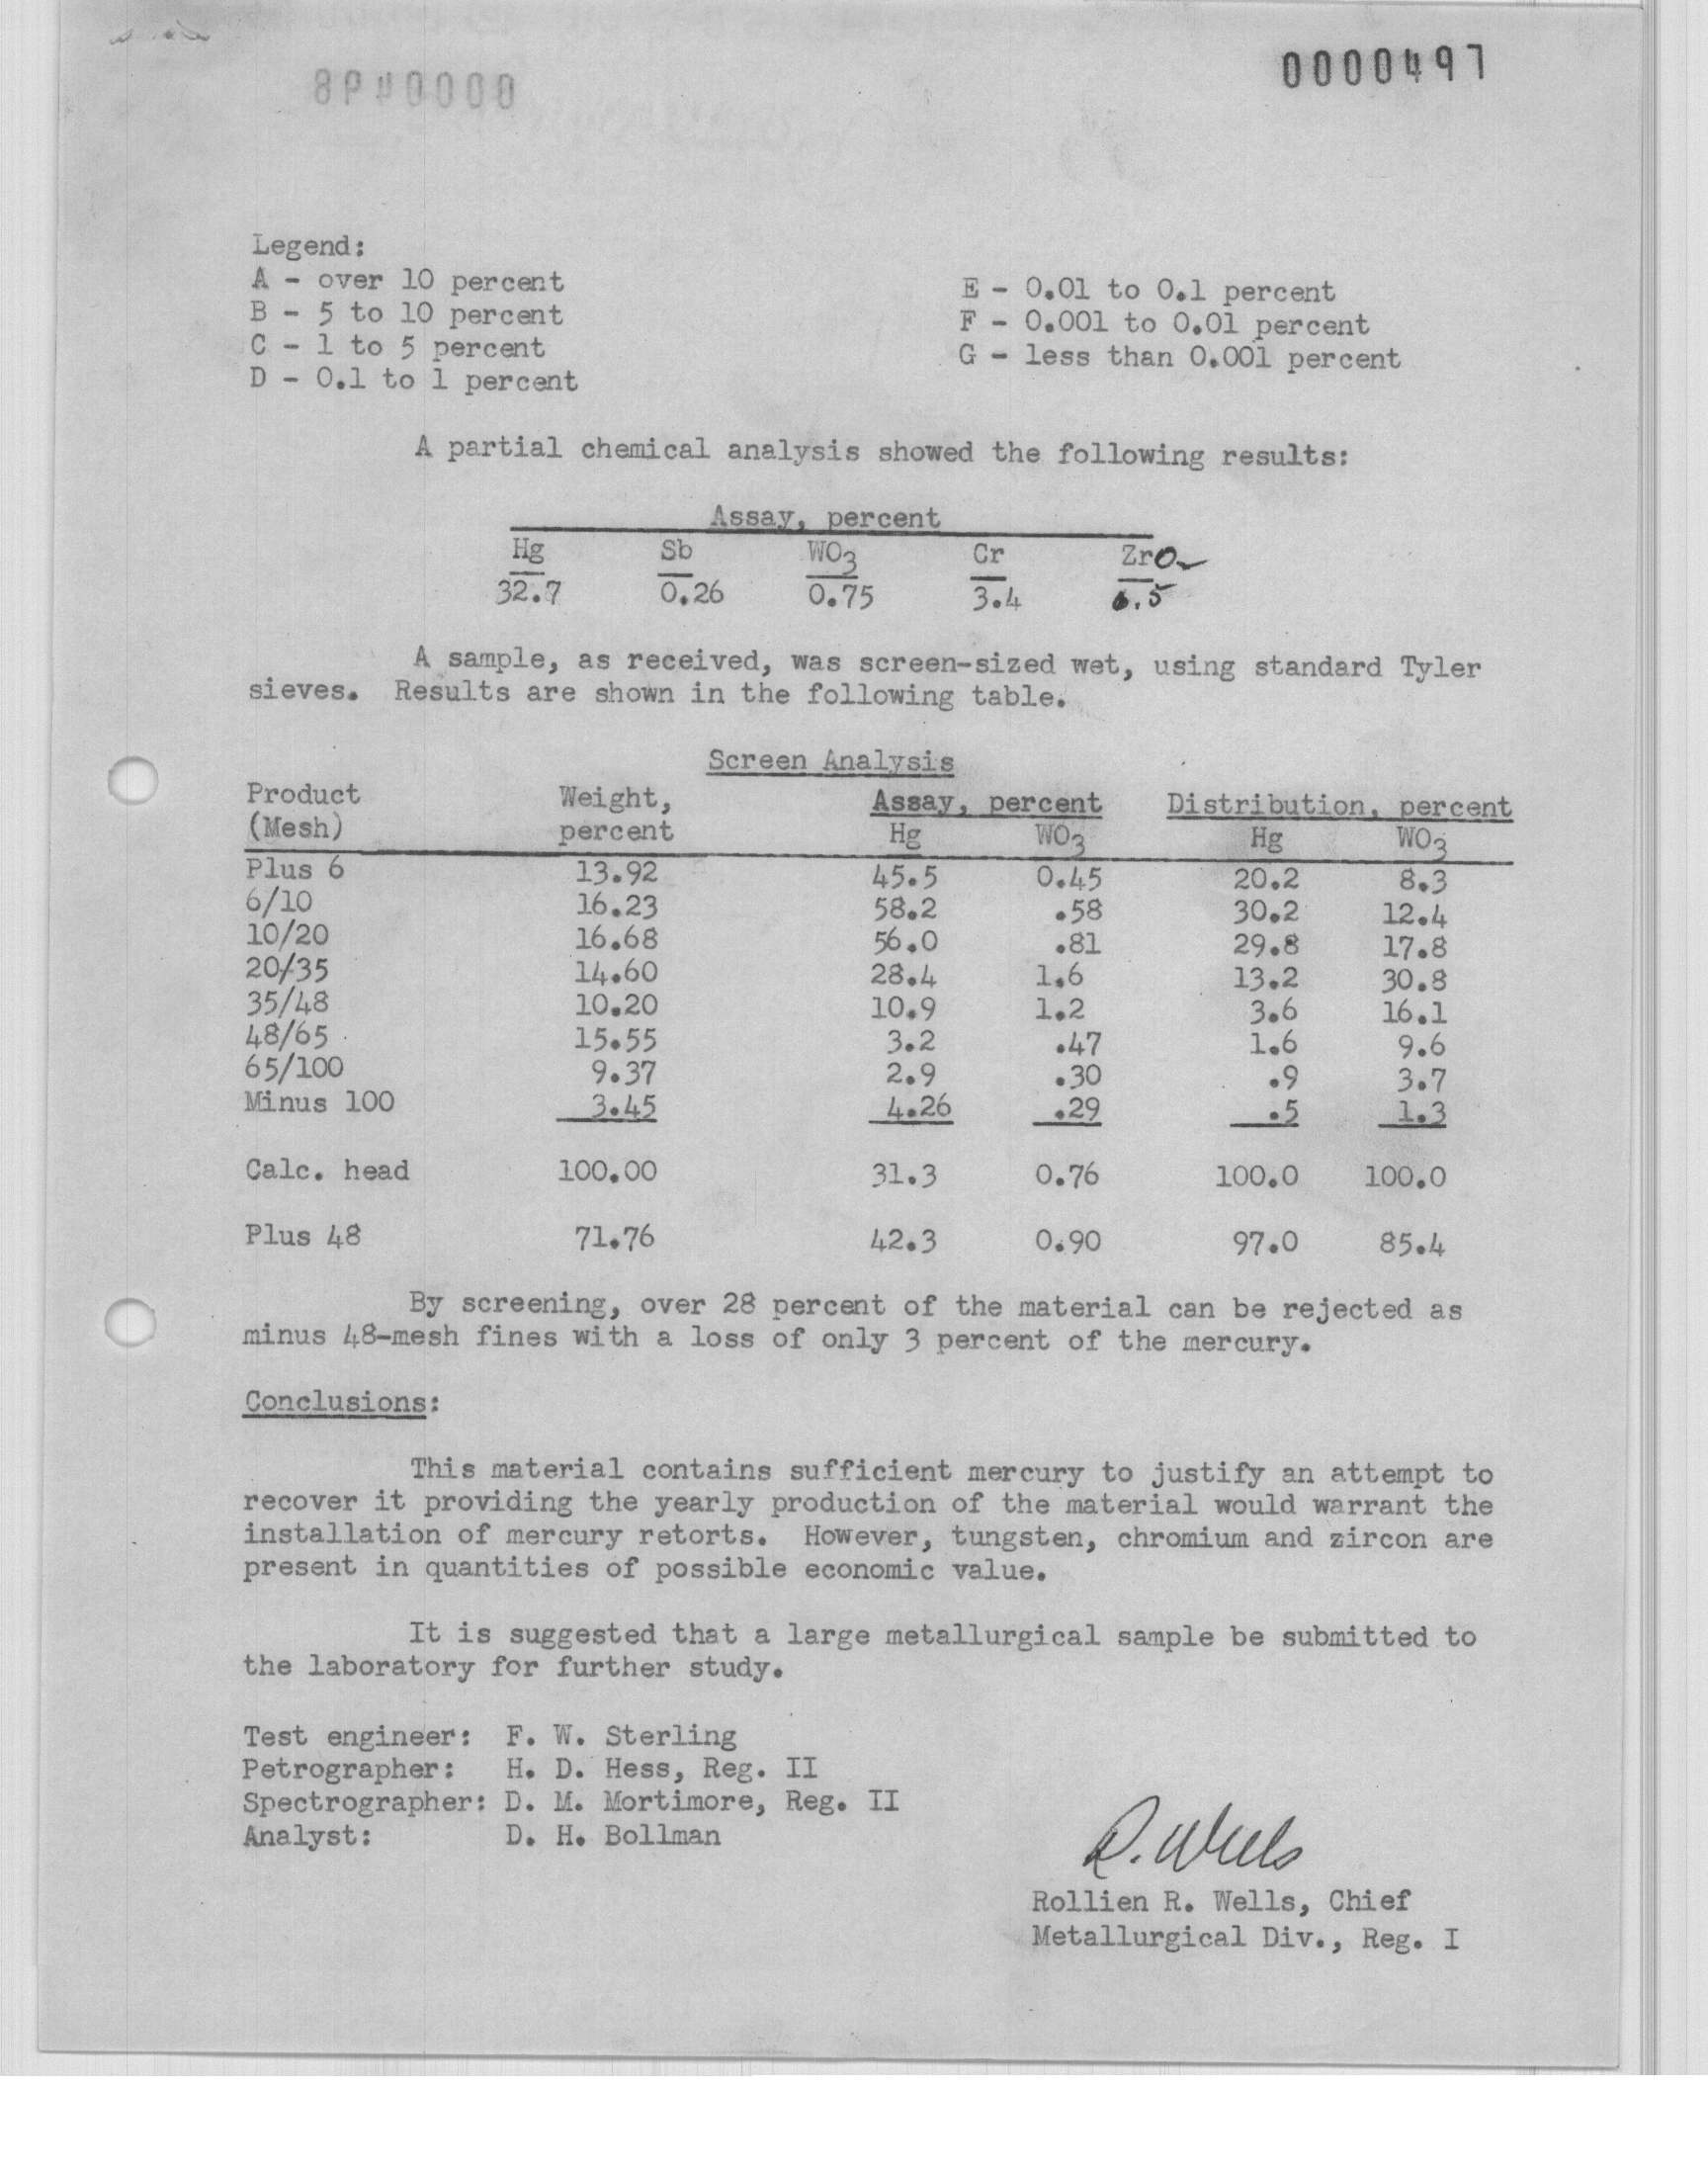 0000497
Legend:
A - over 10 percent E - 0.01 to 0.1 percent
B - 5 to 10 percent F - 0.001 to 0.01 percent
C - 1 to 5 percent G - less than 0.001 percent
D - 0.1 to 1 percent
A partial chemical analysis showed the following results:
Assay, percent
Hg Sb WO3 Cr ZrO2
32.7 0.26 0.75 3.4 6.5
A sample, as received, was screen-sized wet, using standard Tyler
sieves. Results are shown in the following table.
Screen Analysis
Product Weight, Assay, percent Distribution, percent
(Mesh) percent Hg WO3 Hg WO3
Plus 6 13.92 45.5 0.45 20.2 8.3
6/10 16.23 58.2 .58 30.2 12.4
10/20 16.68 56.0 .81 29.8 17.8
20/35 14.60 28.4 1.6 13.2 30.8
35/48 10.20 10.9 1.2 3.6 16.1
48/65 15.55 3.2 .47 1.6 9.6
65/100 9.37 2.9 .30 .9 3.7
Minus 100 3.45 4.26 .29 .5 1.3
Calc. head 100.00 31.3 0.76 100.0 100.0
Plus 48 71.76 42.3 0.90 97.0 85.4
By screening, over 28 percent of the material can be rejected as
minus 48-mesh fines with a loss of only 3 percent of the mercury.
Conclusions:
This material contains sufficient mercury to justify an attempt to
recover it providing the yearly production of the material would warrant the
installation of mercury retorts. However, tungsten, chromium and zircon are
present in quantities of possible economic value.
It is suggested that a large metallurgical sample be submitted to
the laboratory for further study.
Test engineer: F. W. Sterling
Petrographer: H. D. Hess, Reg. II
Spectrographer: D. M. Mortimore, Reg. II
Analyst: D. H. Bollman
R. Wells
Rollien R. Wells, Chief
Metallurgical Div., Reg. I